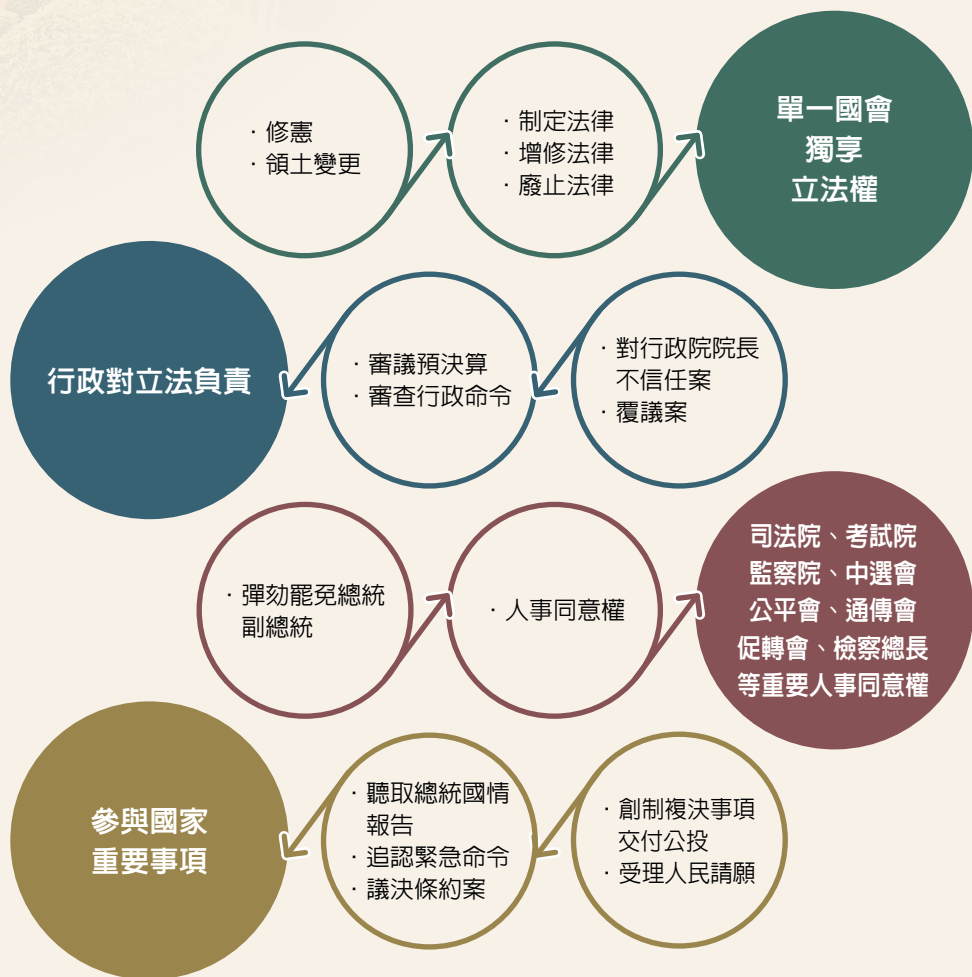 · 修憲
· 領土變更
· 制定法律
· 增修法律
· 廢止法律
單一國會
獨享
立法權
行政對立法負責
· 審議預決算
· 審查行政命令
· 對行政院院長
不信任案
· 覆議案
· 彈劾罷免總統
副總統
· 人事同意權
司法院、考試院
監察院、中選會
公平會、通傳會
促轉會、檢察總長
等重要人事同意權
參與國家
重要事項
· 聽取總統國情
報告
· 追認緊急命令
· 議決條約案
· 創制複決事項
交付公投
· 受理人民請願